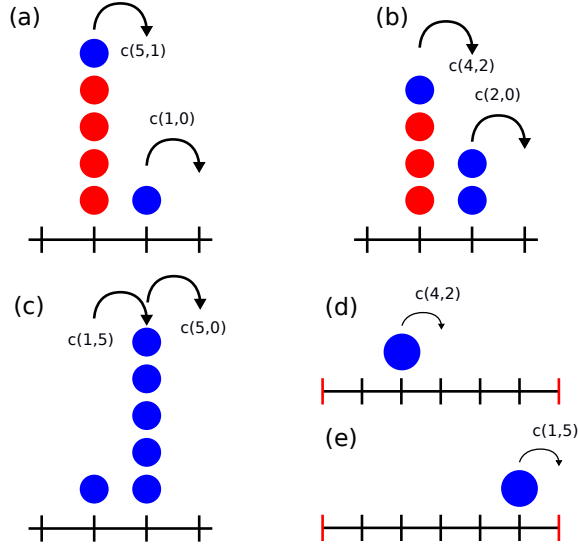 (a)
c(5,1)
c(1,0)
(b)
c(4,2)
c(2,0)
(c)
c(1,5)
c(5,0)
(d)
c(4,2)
(e)
c(1,5)